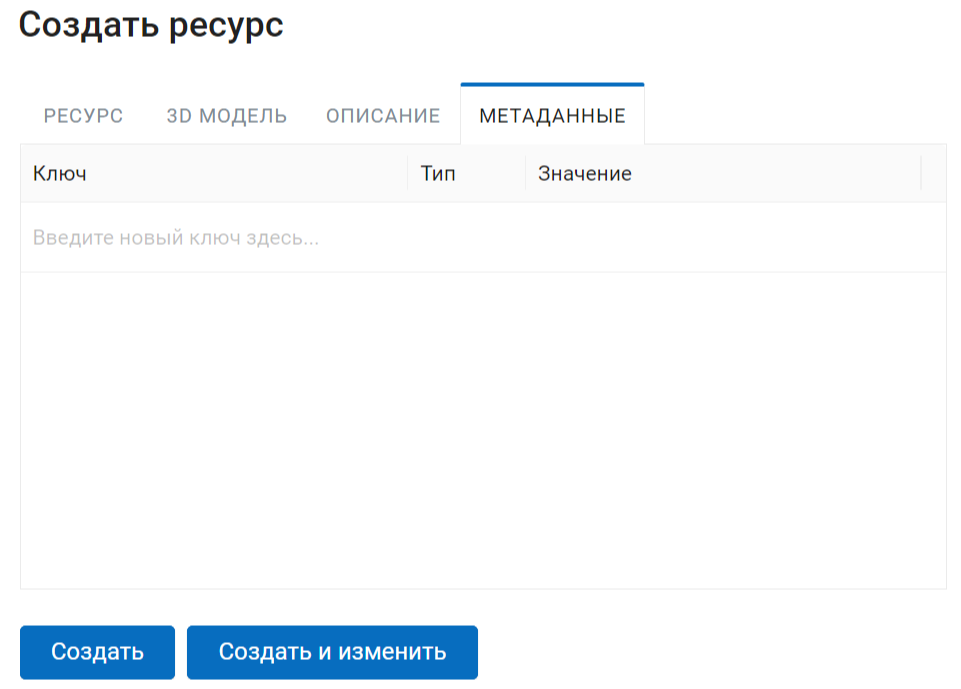 Создать ресурс
РЕСУРС 3D МОДЕЛЬ ОПИСАНИЕ МЕТАДАННЫЕ
Ключ Тип Значение
Введите новый ключ здесь...
Создать Создать и изменить